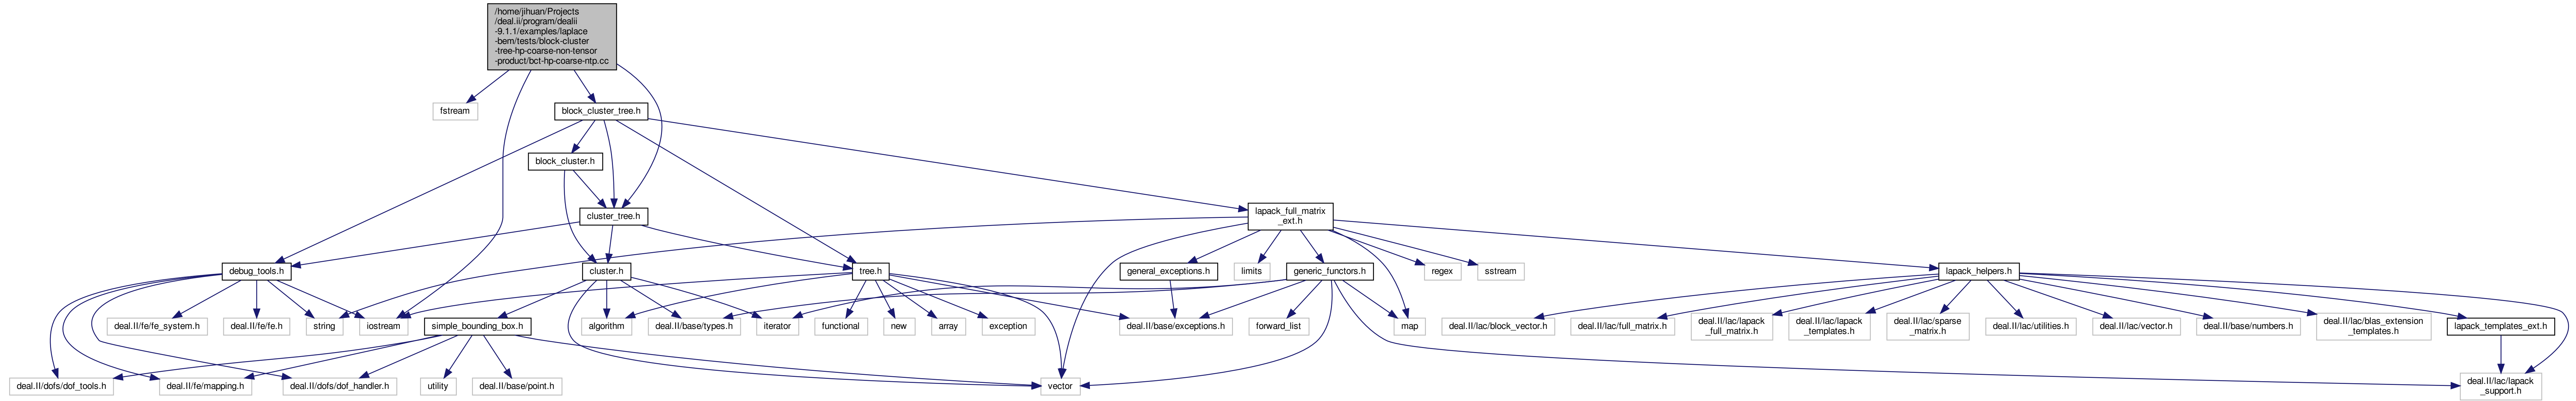 /home/jihuan/Projects
/deal.ii/program/dealii
-9.1.1/examples/laplace
-bem/tests/block-cluster
-tree-hp-coarse-non-tensor
-product/bct-hp-coarse-ntp.cc
fstream
block_cluster_tree.h
block_cluster.h
cluster_tree.h
lapack_full_matrix
_ext.h
debug_tools.h
cluster.h
tree.h
general_exceptions.h
limits
generic_functors.h
regex
sstream
lapack_helpers.h
deal.II/fe/fe_system.h
deal.II/fe/fe.h
string
iostream
simple_bounding_box.h
algorithm
deal.II/base/types.h
iterator
functional
new
array
exception
deal.II/base/exceptions.h
forward_list
map
deal.II/lac/block_vector.h
deal.II/lac/full_matrix.h
deal.II/lac/lapack
_full_matrix.h
deal.II/lac/lapack
_templates.h
deal.II/lac/sparse
_matrix.h
deal.II/lac/utilities.h
deal.II/lac/vector.h
deal.II/base/numbers.h
deal.II/lac/blas_extension
_templates.h
lapack_templates_ext.h
deal.II/dofs/dof_tools.h
deal.II/fe/mapping.h
deal.II/dofs/dof_handler.h
utility
deal.II/base/point.h
vector
deal.II/lac/lapack
_support.h